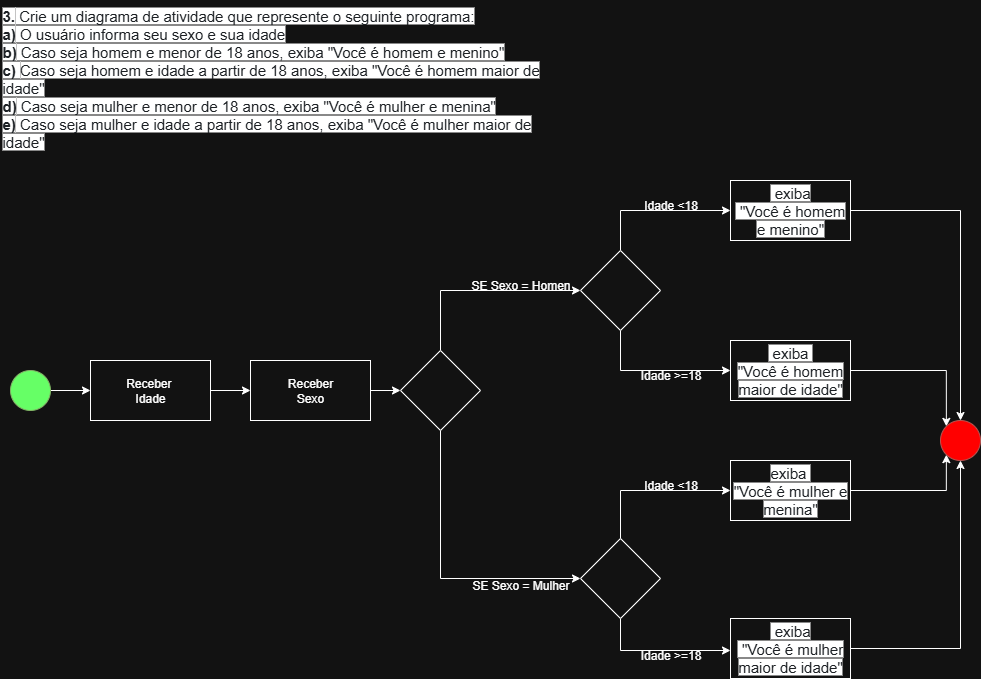 3. Crie um diagrama de atividade que represente o seguinte programa:
a) O usuário informa seu sexo e sua idade
b) Caso seja homem e menor de 18 anos, exiba "Você é homem e menino"
c) Caso seja homem e idade a partir de 18 anos, exiba "Você é homem maior de
idade"
d) Caso seja mulher e menor de 18 anos, exiba "Você é mulher e menina"
e) Caso seja mulher e idade a partir de 18 anos, exiba "Você é mulher maior de
idade"
Receber
Idade
Receber
Sexo
SE Sexo = Homen
Idade <18
exiba
"Você é homem
e menino"
Idade >=18
exiba
"Você é homem
maior de idade"
SE Sexo = Mulher
Idade <18
exiba
"Você é mulher e
menina"
Idade >=18
exiba
"Você é mulher
maior de idade"